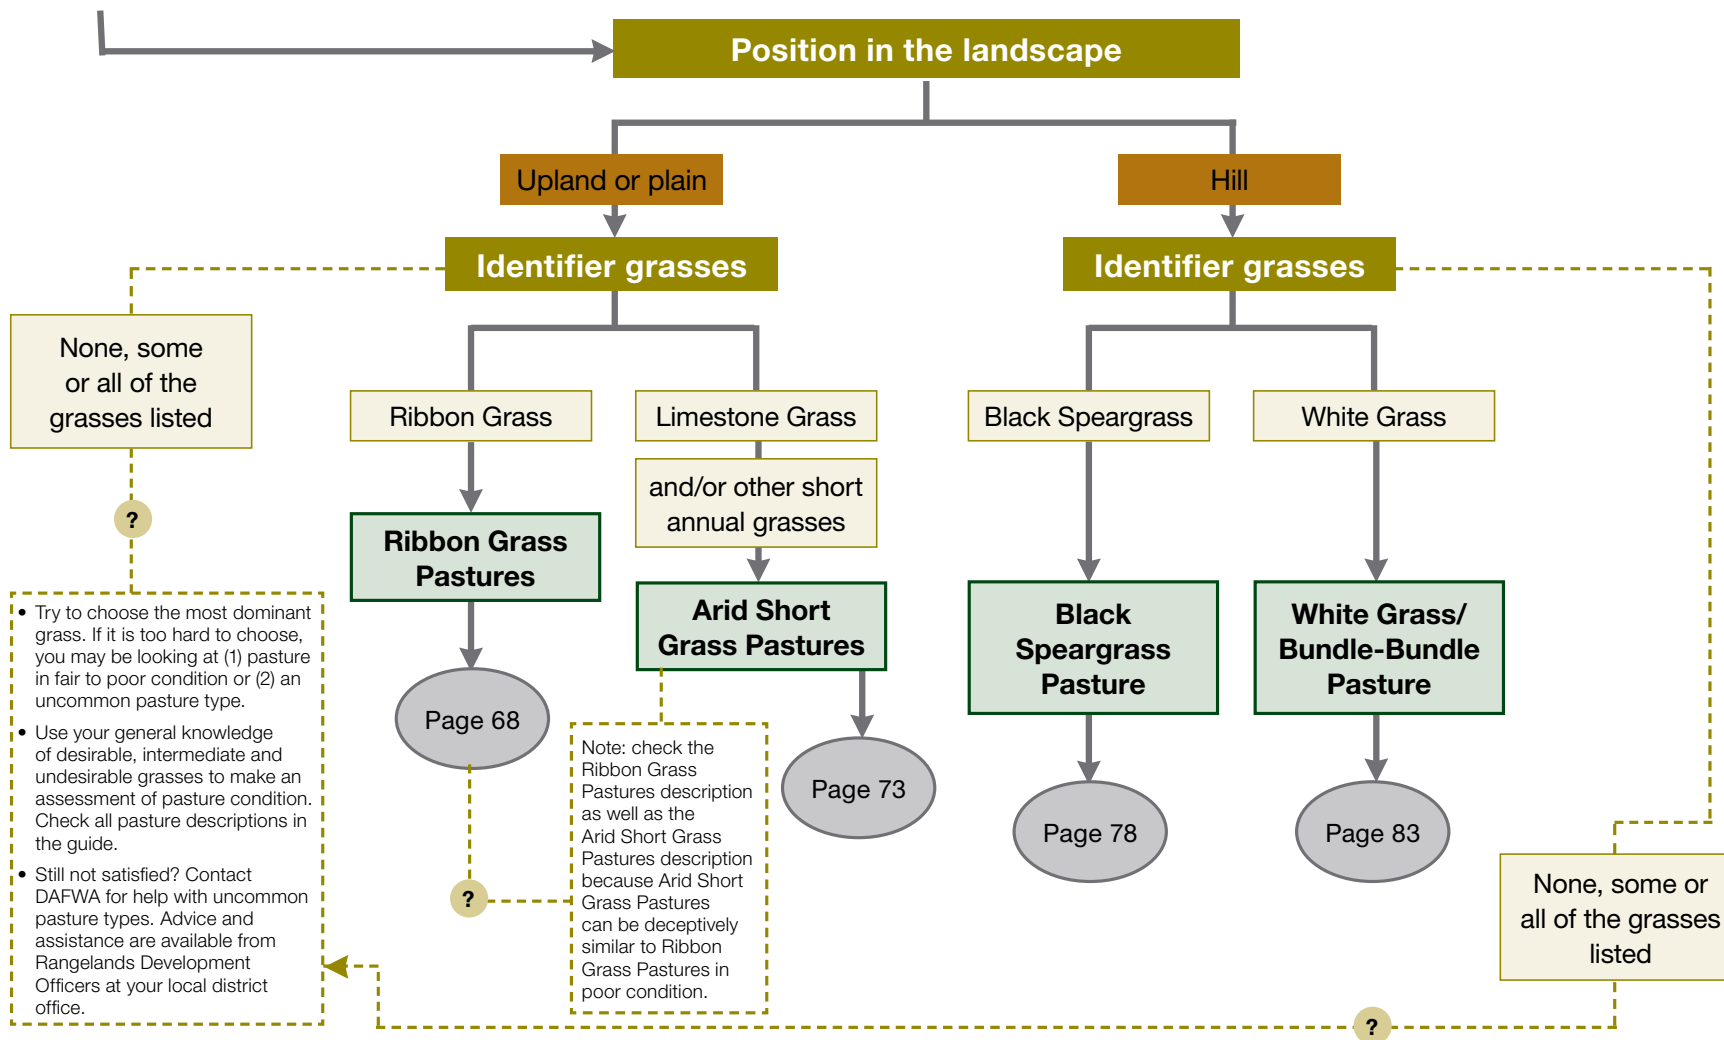 Position in the landscape
Upland or plain
Hill
Identifier grasses
Identifier grasses
None, some
or all of the
grasses listed
Ribbon Grass
Limestone Grass
Black Speargrass
White Grass
and/or other short
annual grasses
?
Ribbon Grass
Pastures
Arid Short
Grass Pastures
Black
Speargrass
Pasture
White Grass/
Bundle-Bundle
Pasture
• Try to choose the most dominant
grass. If it is too hard to choose,
you may be looking at (1) pasture
in fair to poor condition or (2) an
uncommon pasture type.
• Use your general knowledge
of desirable, intermediate and
undesirable grasses to make an
assessment of pasture condition.
Check all pasture descriptions in
the guide.
• Still not satisfied? Contact
DAFWA for help with uncommon
pasture types. Advice and
assistance are available from
Rangelands Development
Officers at your local district
office.
Page 68
?
Note: check the
Ribbon Grass
Pastures description
as well as the
Arid Short Grass
Pastures description
because Arid Short
Grass Pastures
can be deceptively
similar to Ribbon
Grass Pastures in
poor condition.
Page 73
Page 78
Page 83
None, some or
all of the grasses
listed
?